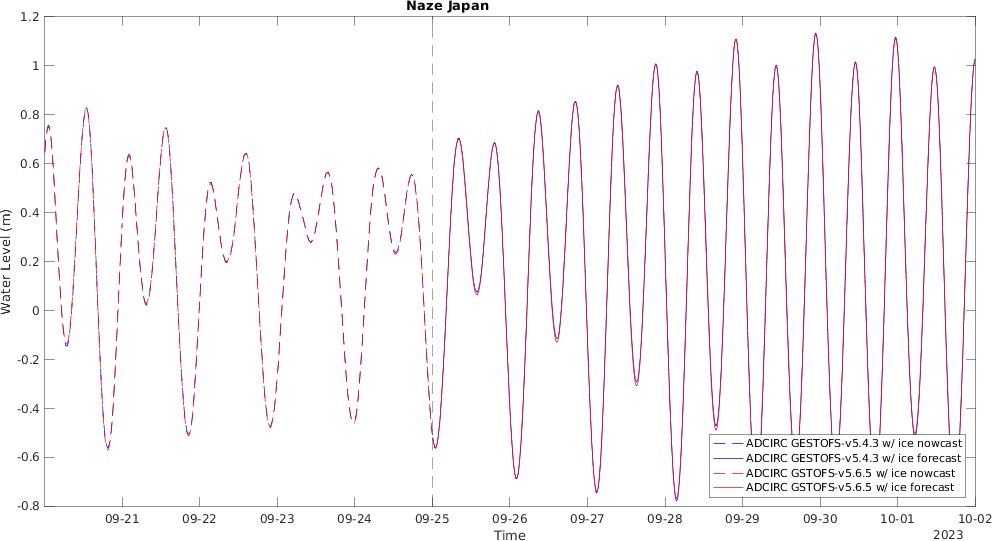 Naze Japan
1.2
1
0.8
0.6
0.4
0.2
0
-0.2
-0.4
-0.6
-0.8
Water Level (m)
ADCIRC GESTOFS-v5.4.3 w/ ice nowcast
ADCIRC GESTOFS-v5.4.3 w/ ice forecast
ADCIRC GSTOFS-v5.6.5 w/ ice nowcast
ADCIRC GSTOFS-v5.6.5 w/ ice forecast
09-21 09-22 09-23 09-24 09-25 09-26 09-27 09-28 09-29 09-30 10-01 10-02
Time
2023